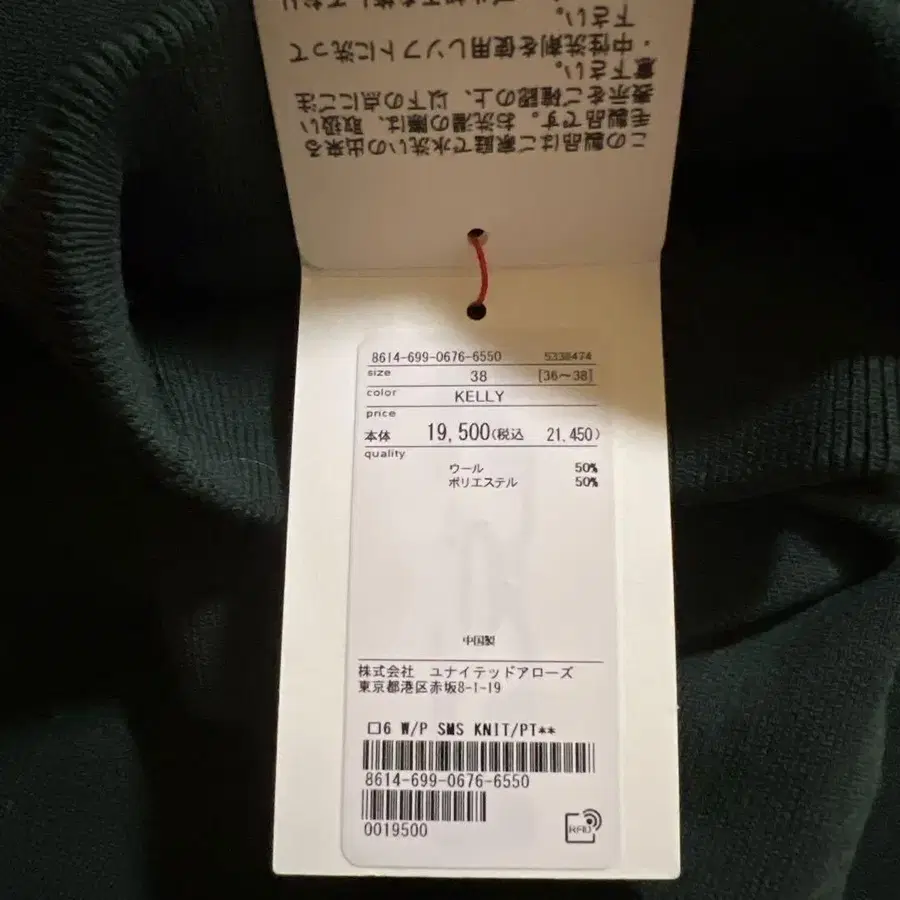 この製品はご家庭で水洗いの出来る
毛製品です。お洗濯の際は、取扱い
表示をご確認の上、以下の点にご注
意下さい。
・中性洗剤を使用しソフトに洗って
下さい。
8614-699-0676-6550 5338474
size 38 [36～38]
color KELLY
price
本体 19,500(税込 21,450)
quality
ウール 50%
ポリエステル 50%
中国製
株式会社 ユナイテッドアローズ
東京都港区赤坂8-1-19
□6 W/P SMS KNIT/PT**
8614-699-0676-6550
0019500
RFID